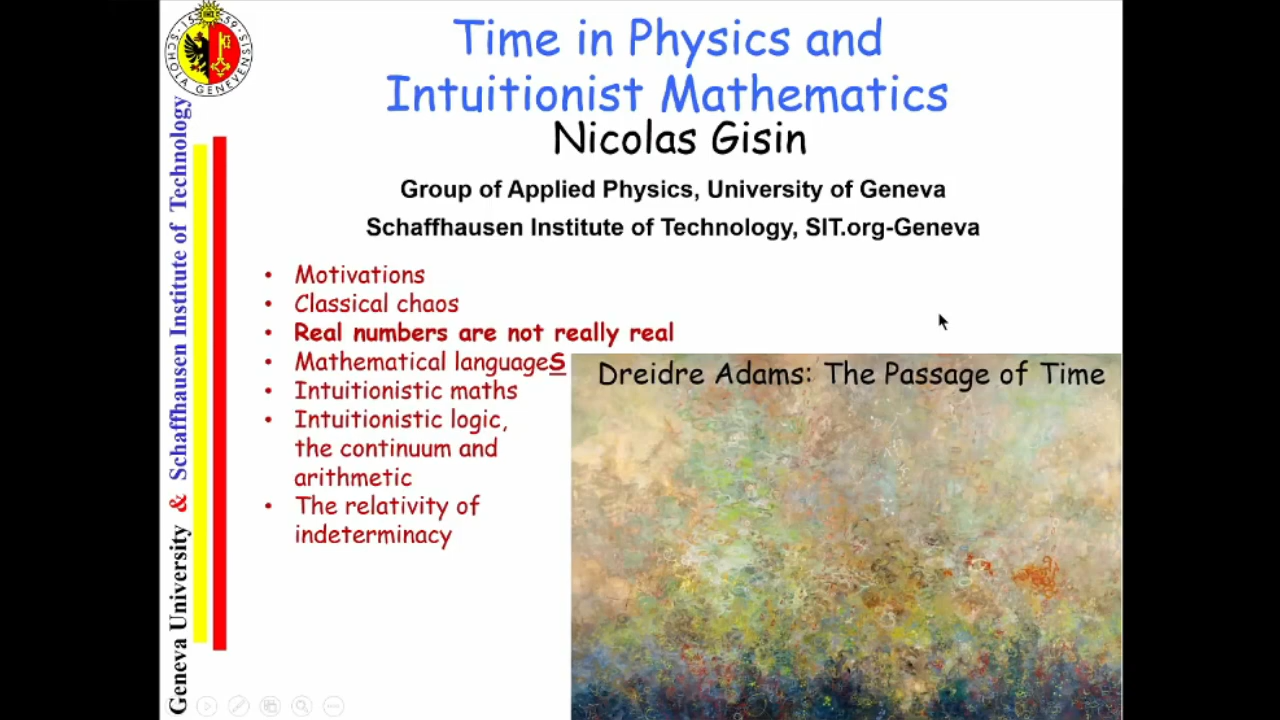 Time in Physics and
Intuitionist Mathematics
Nicolas Gisin
Group of Applied Physics, University of Geneva
Schaffhausen Institute of Technology, SIT.org-Geneva
• Motivations
• Classical chaos
• Real numbers are not really real
• Mathematical languageS
• Intuitionistic maths
• Intuitionistic logic,
the continuum and
arithmetic
• The relativity of
indeterminacy
Dreidre Adams: The Passage of Time
Geneva University & Schaffhausen Institute of Technology
SCHOLA GENEVENSIS 1559